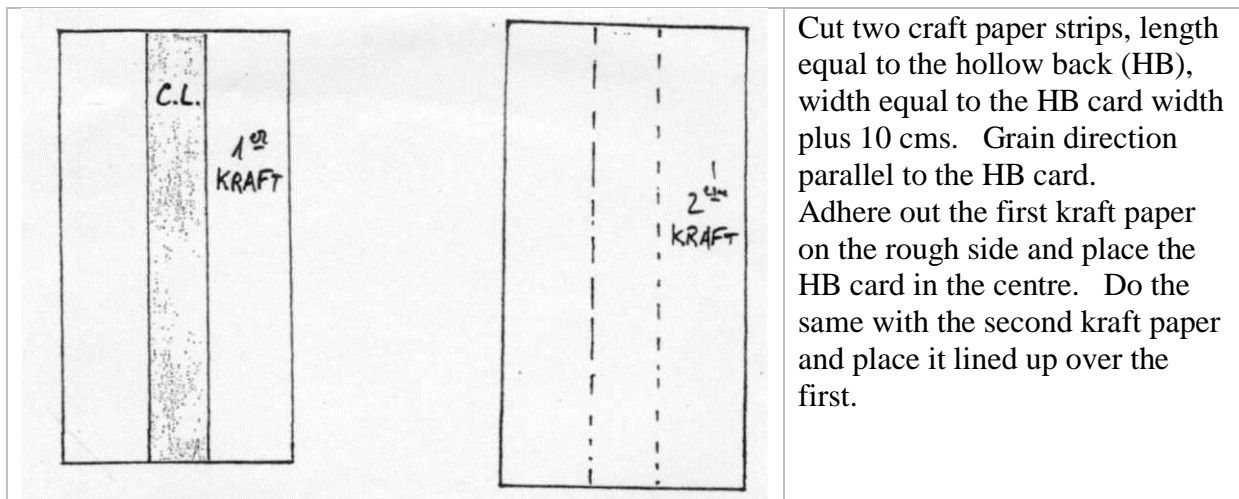 C.L.
1er
KRAFT
2ème
KRAFT
Cut two craft paper strips, length
equal to the hollow back (HB),
width equal to the HB card width
plus 10 cms. Grain direction
parallel to the HB card.
Adhere out the first kraft paper
on the rough side and place the
HB card in the centre. Do the
same with the second kraft paper
and place it lined up over the
first.